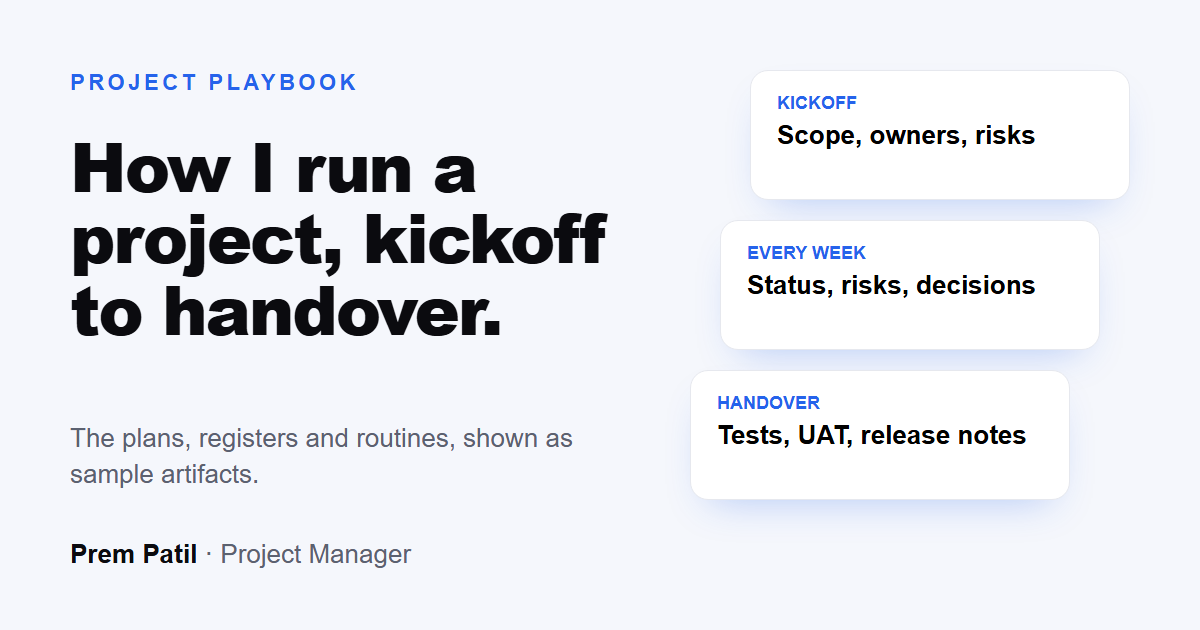 PROJECT PLAYBOOK
How I run a
project, kickoff
to handover.
The plans, registers and routines, shown as
sample artifacts.
Prem Patil · Project Manager
KICKOFF
Scope, owners, risks
EVERY WEEK
Status, risks, decisions
HANDOVER
Tests, UAT, release notes